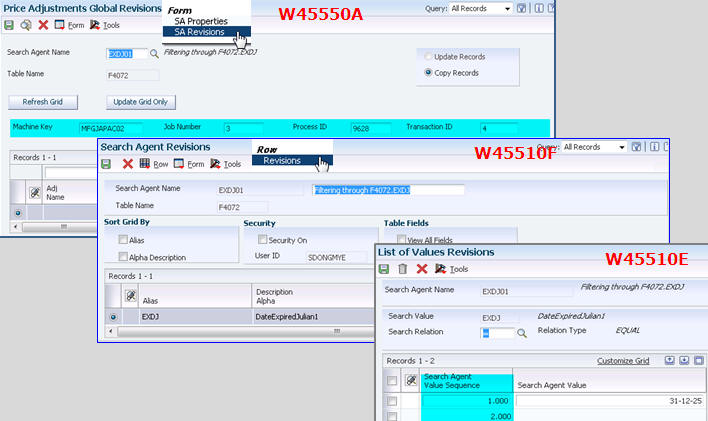 Price Adjustments Global Revisions
Form
SA Properties
SA Revisions
W45550A
Query: All Records
Form Tools
Search Agent Name EXDJ01 Filtering through F4072.EXDJ
Table Name F4072
Update Records
Copy Records
Refresh Grid Update Grid Only
Machine Key MFGJAPAC02 Job Number 3 Process ID 9628 Transaction ID 4
Records 1 - 1
Adj
Name
Search Agent Revisions
Row
Revisions
Query: All Records
W45510F
Row Form Tools
Search Agent Name EXDJ01 Filtering through F4072.EXDJ
Table Name F4072
Sort Grid By Security Table Fields
Alias Security On View All Fields
Alpha Description User ID SDONGMYE
Records 1 - 1
Alias Description
Alpha
EXDJ DateExpiredJulian1
List of Values Revisions
W45510E
Tools
Search Agent Name EXDJ01 Filtering through F4072.EXDJ
Search Value EXDJ DateExpiredJulian1
Search Relation = Relation Type EQUAL
Records 1 - 2 Customize Grid
Search Agent
Value Sequence Search Agent Value
1.000 31-12-25
2.000